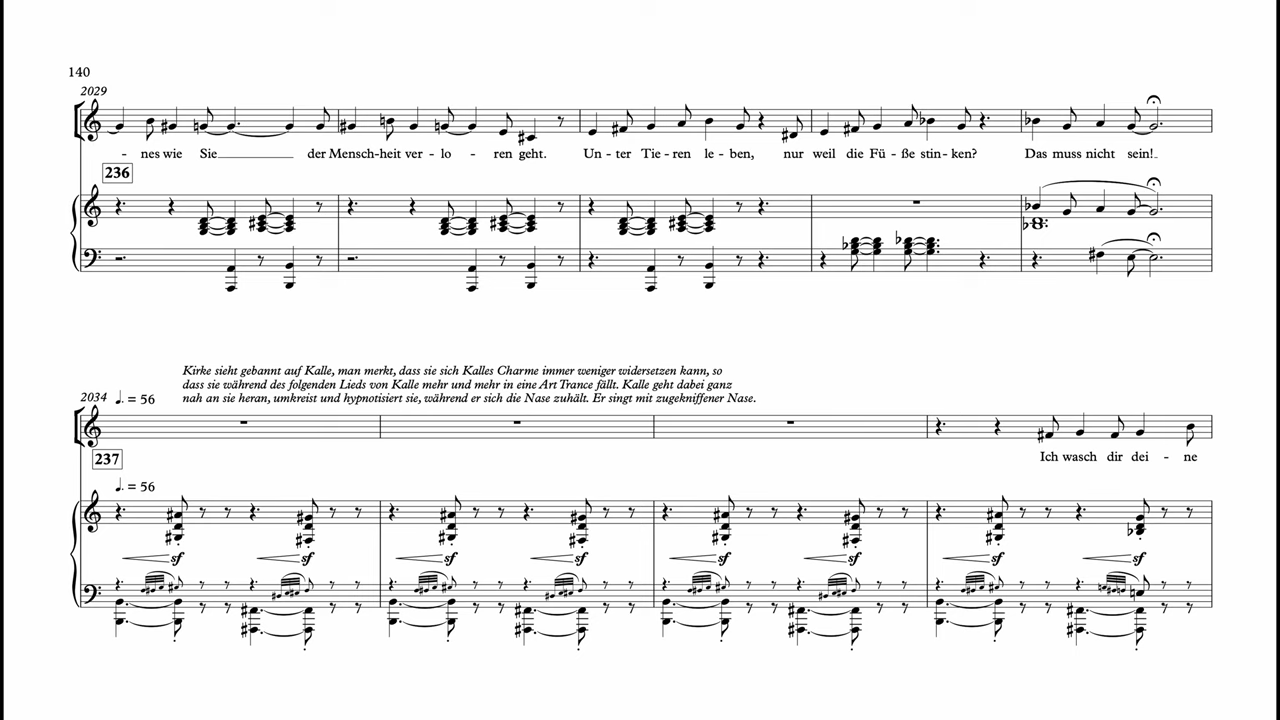 140
2029
- nes wie Sie der Mensch-heit ver - lo - ren geht. Un - ter Tie - ren le - ben, nur weil die Fü - ße stin - ken? Das muss nicht sein!
236
Kirke sieht gebannt auf Kalle, man merkt, dass sie sich Kalles Charme immer weniger widersetzen kann, so
dass sie während des folgenden Lieds von Kalle mehr und mehr in eine Art Trance fällt. Kalle geht dabei ganz
nah an sie heran, umkreist und hypnotisiert sie, während er sich die Nase zuhält. Er singt mit zugekniffener Nase.
2034 ♩. = 56
Ich wasch dir dei - ne
237
♩. = 56
sf sf sf sf sf sf sf sf